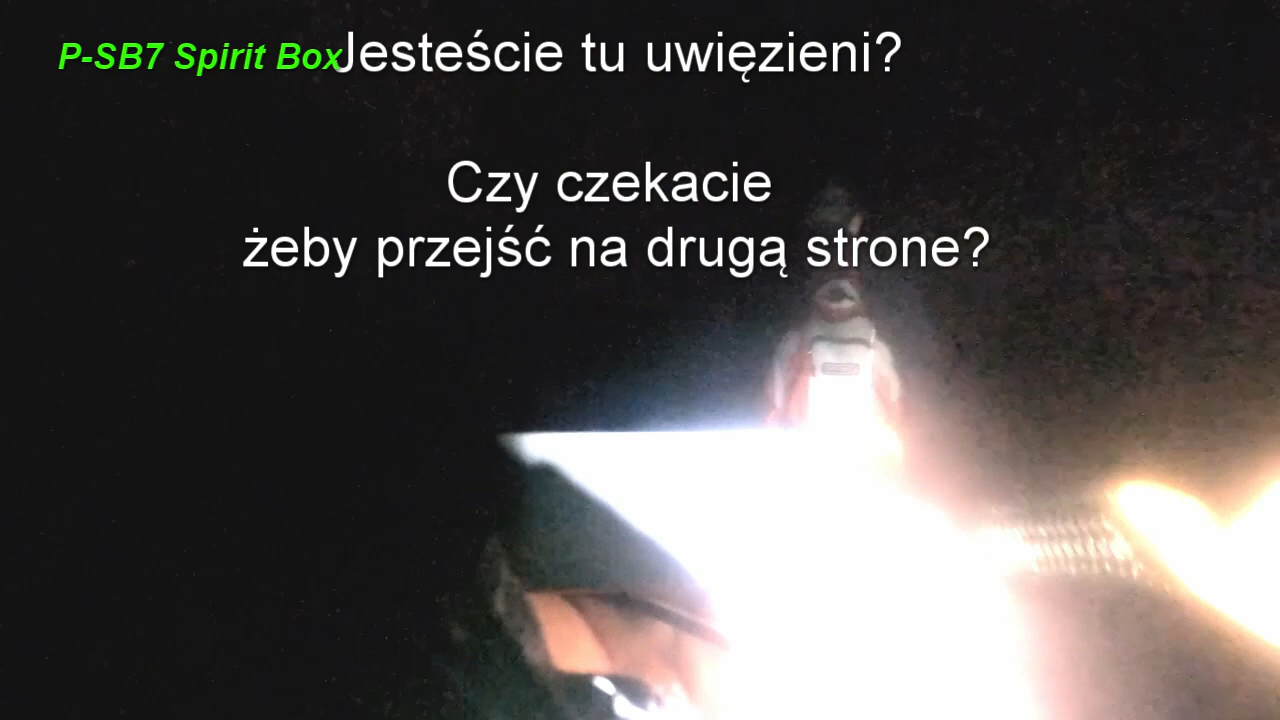 P-SB7 Spirit Box
Jesteście tu uwięzieni?
Czy czekacie
żeby przejść na drugą strone?